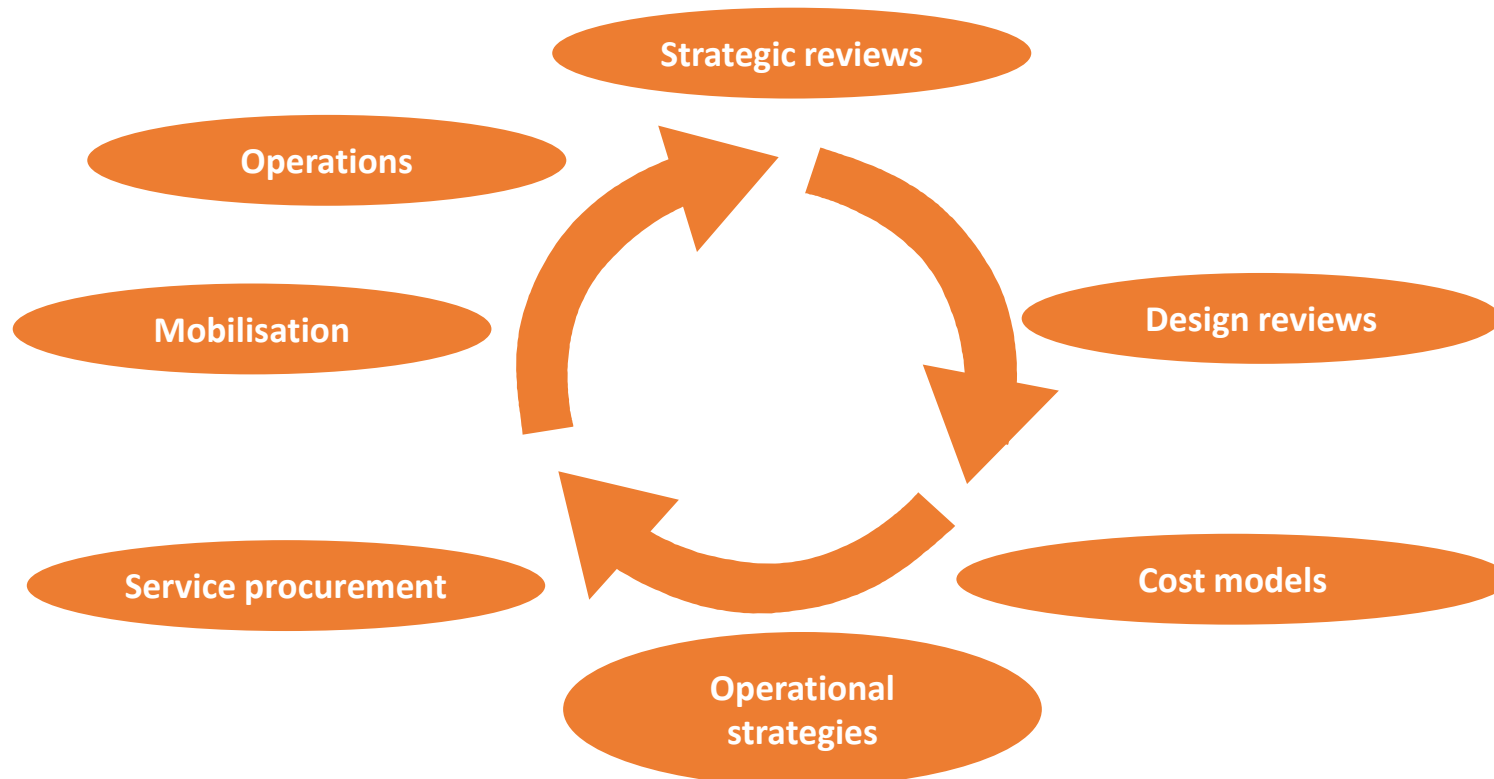 Strategic reviews
Operations
Design reviews
Mobilisation
Cost models
Service procurement
Operational
strategies